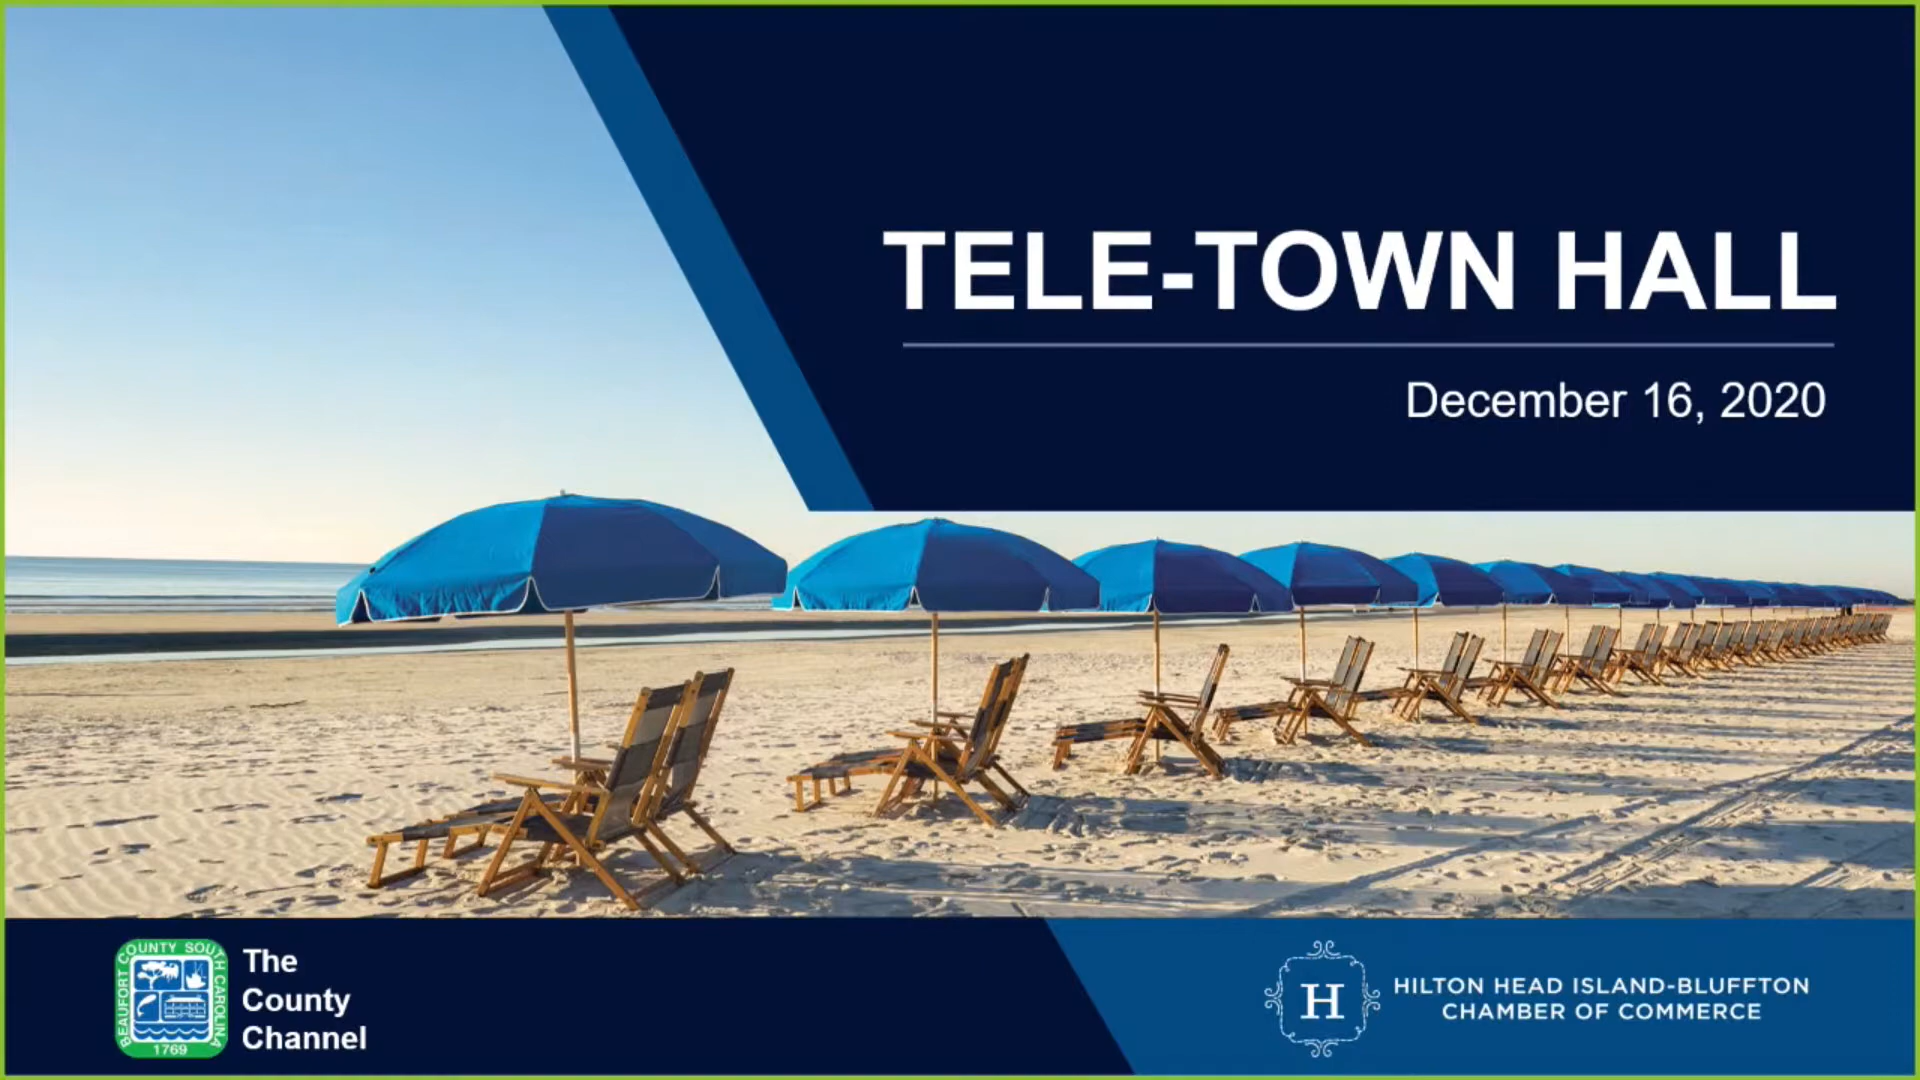 TELE-TOWN HALL
December 16, 2020
BEAUFORT COUNTY SOUTH CAROLINA
1769
The
County
Channel
H
HILTON HEAD ISLAND-BLUFFTON
CHAMBER OF COMMERCE